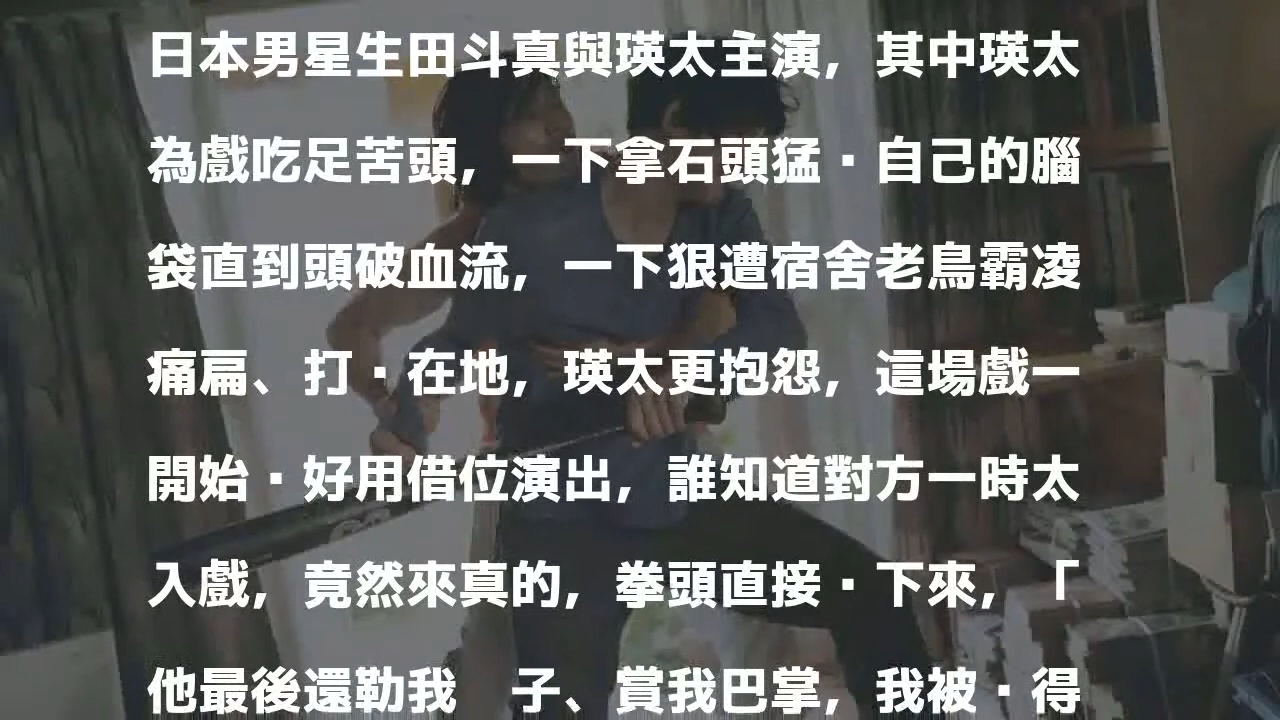 日本男星生田斗真與瑛太主演，其中瑛太
為戲吃足苦頭，一下拿石頭猛·自己的腦
袋直到頭破血流，一下狠遭宿舍老鳥霸凌
痛扁、打·在地，瑛太更抱怨，這場戲一
開始·好用借位演出，誰知道對方一時太
入戲，竟然來真的，拳頭直接·下來，「
他最後還勒我　子、賞我巴掌，我被·得